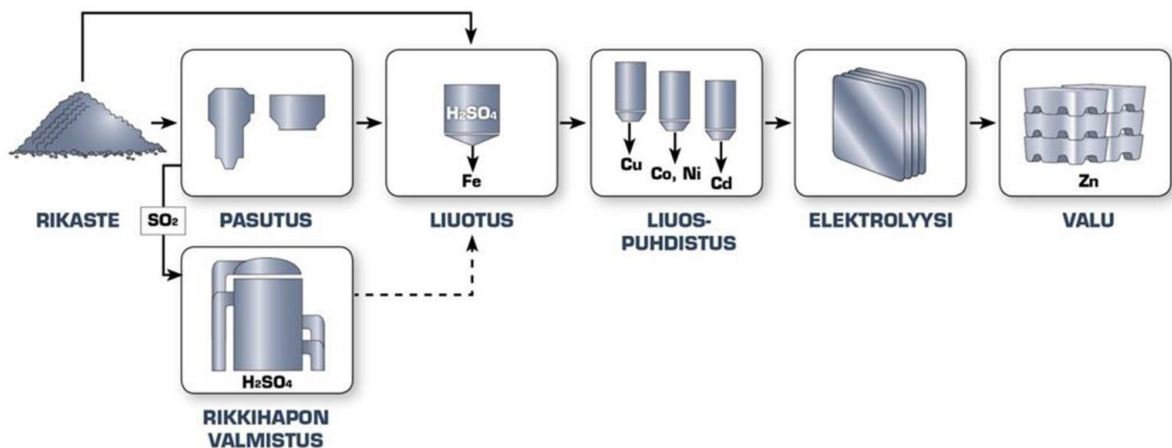 RIKASTE
SO₂
PASUTUS
H₂SO₄
Fe
LIUOTUS
Cu
Co, Ni
Cd
LIUOS-
PUHDISTUS
ELEKTROLYYSI
Zn
VALU
H₂SO₄
RIKKIHAPON
VALMISTUS